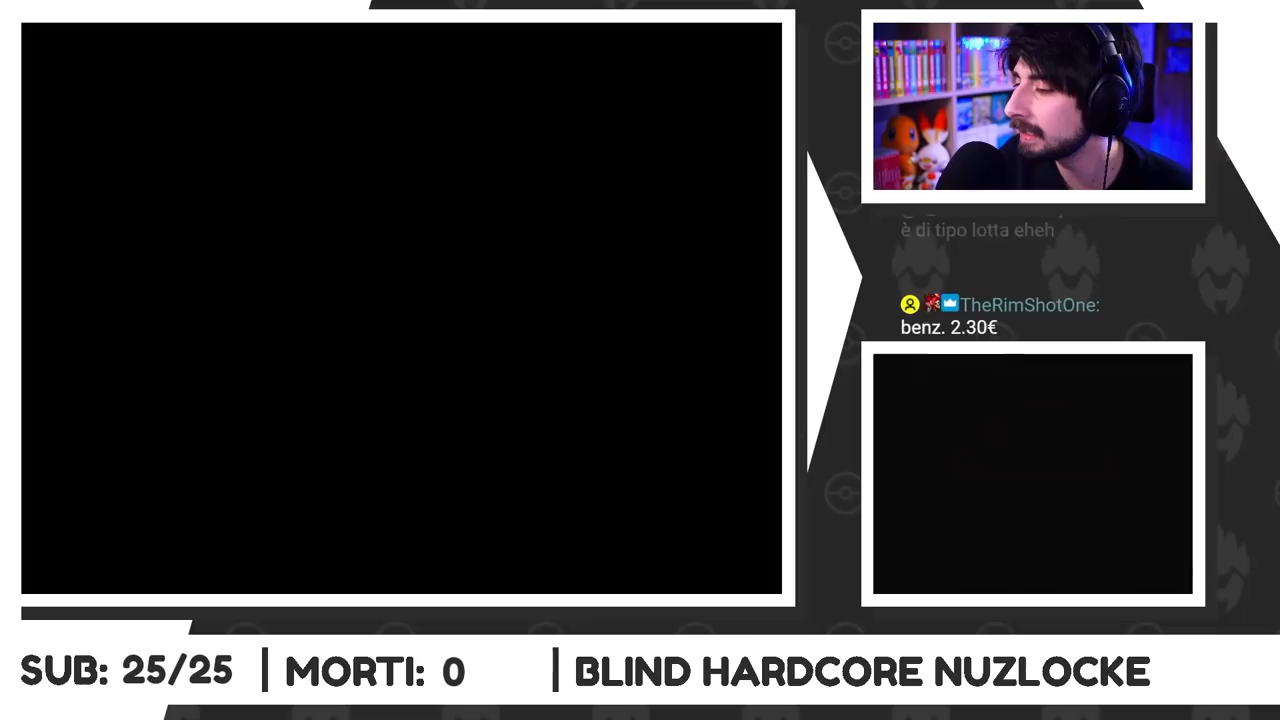 è di tipo lotta eheh
TheRimShotOne:
benz. 2.30€
SUB: 25/25 | MORTI: 0 | BLIND HARDCORE NUZLOCKE